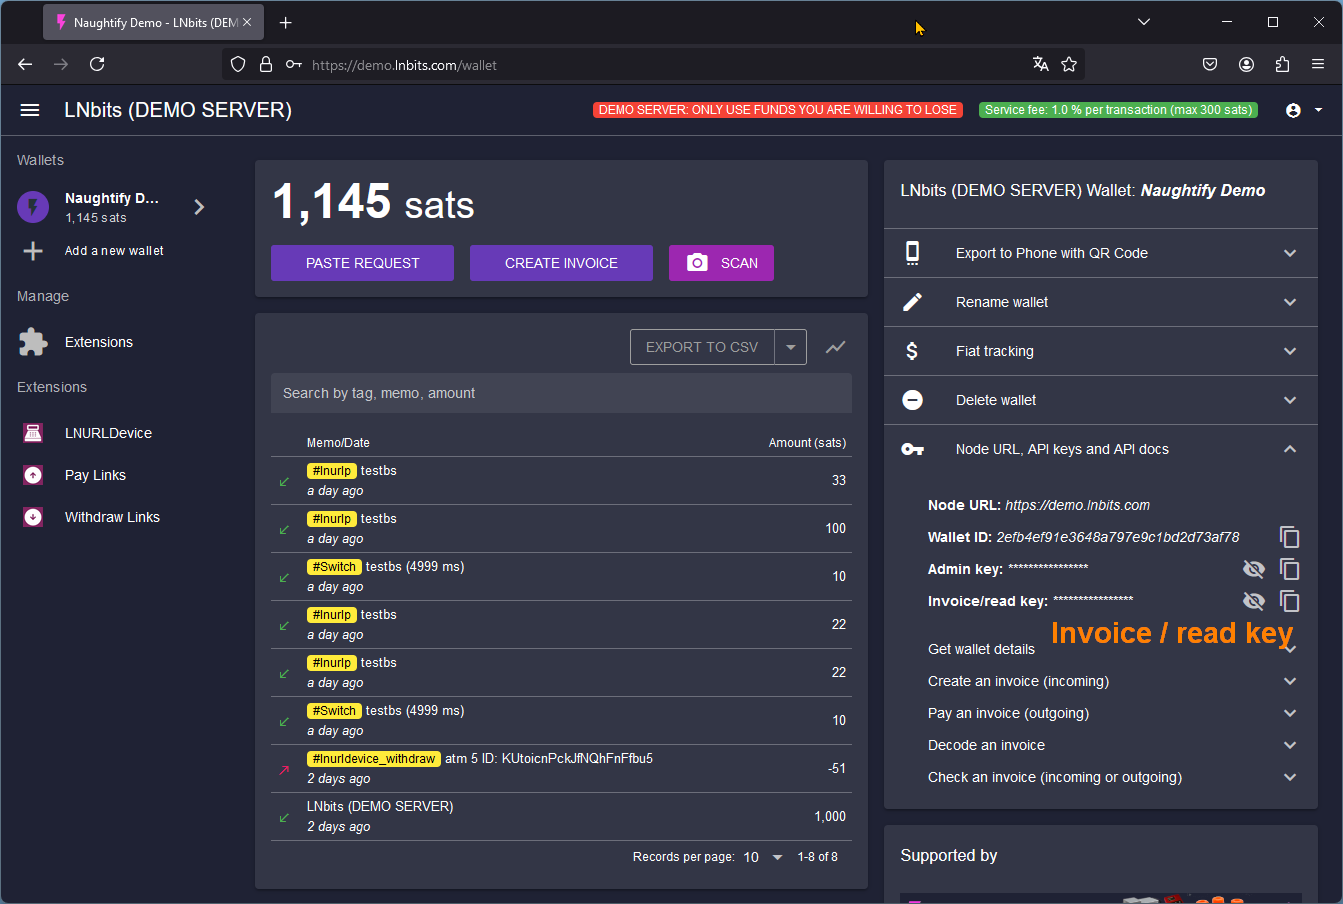 Naughtify Demo - LNbits (DEM
https://demo.lnbits.com/wallet
LNbits (DEMO SERVER)
DEMO SERVER: ONLY USE FUNDS YOU ARE WILLING TO LOSE
Service fee: 1.0 % per transaction (max 300 sats)
Wallets
Naughtify D...
1,145 sats
Add a new wallet
Manage
Extensions
Extensions
LNURLDevice
Pay Links
Withdraw Links
1,145 sats
PASTE REQUEST
CREATE INVOICE
SCAN
EXPORT TO CSV
Search by tag, memo, amount
Memo/Date Amount (sats)
#lnurlp testbs
a day ago
33
#lnurlp testbs
a day ago
100
#Switch testbs (4999 ms)
a day ago
10
#lnurlp testbs
a day ago
22
#lnurlp testbs
a day ago
22
#Switch testbs (4999 ms)
a day ago
10
#lnurldevice_withdraw atm 5 ID: KUtoicnPckJfNQhFnFfbu5
2 days ago
-51
LNbits (DEMO SERVER)
2 days ago
1,000
Records per page: 10 1-8 of 8
LNbits (DEMO SERVER) Wallet: Naughtify Demo
Export to Phone with QR Code
Rename wallet
Fiat tracking
Delete wallet
Node URL, API keys and API docs
Node URL: https://demo.lnbits.com
Wallet ID: 2efb4ef91e3648a797e9c1bd2d73af78
Admin key: ****************
Invoice/read key: ****************
Invoice / read key
Get wallet details
Create an invoice (incoming)
Pay an invoice (outgoing)
Decode an invoice
Check an invoice (incoming or outgoing)
Supported by